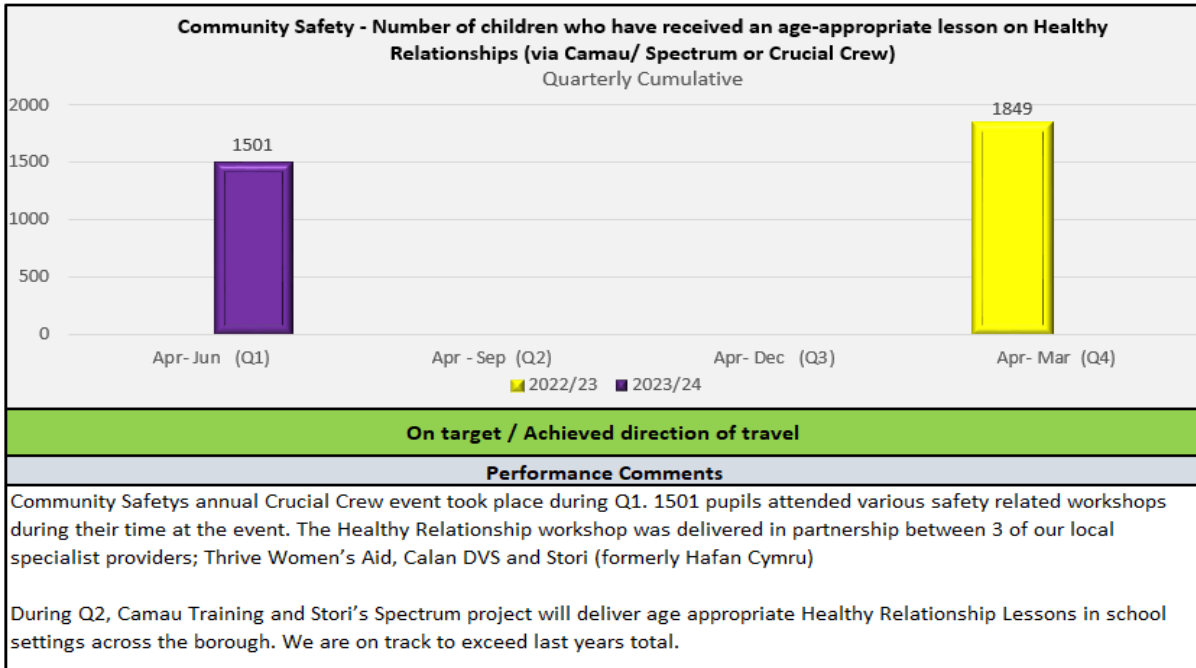 Community Safety - Number of children who have received an age-appropriate lesson on Healthy
Relationships (via Camau/ Spectrum or Crucial Crew)
Quarterly Cumulative
2000
1849
1501
1500
1000
500
0
Apr- Jun (Q1) Apr - Sep (Q2) Apr- Dec (Q3) Apr- Mar (Q4)
2022/23 2023/24
On target / Achieved direction of travel
Performance Comments
Community Safetys annual Crucial Crew event took place during Q1. 1501 pupils attended various safety related workshops
during their time at the event. The Healthy Relationship workshop was delivered in partnership between 3 of our local
specialist providers; Thrive Women's Aid, Calan DVS and Stori (formerly Hafan Cymru)
During Q2, Camau Training and Stori's Spectrum project will deliver age appropriate Healthy Relationship Lessons in school
settings across the borough. We are on track to exceed last years total.